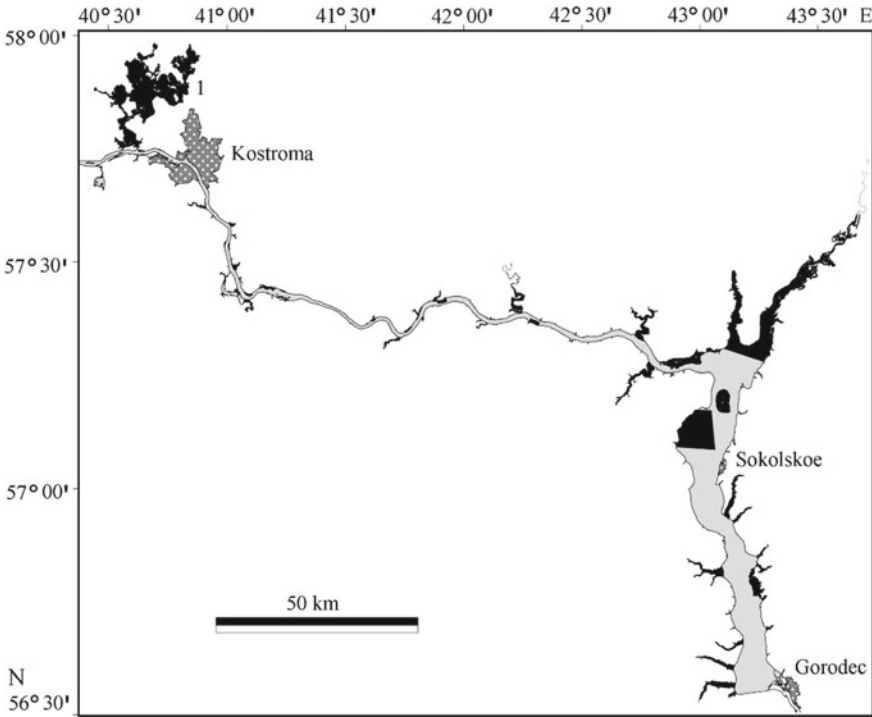 40° 30' 41° 00' 41° 30' 42° 00' 42° 30' 43° 00' 43° 30' E
58° 00'
1
Kostroma
57° 30'
Sokolskoe
57° 00'
50 km
Gorodec
N
56° 30'